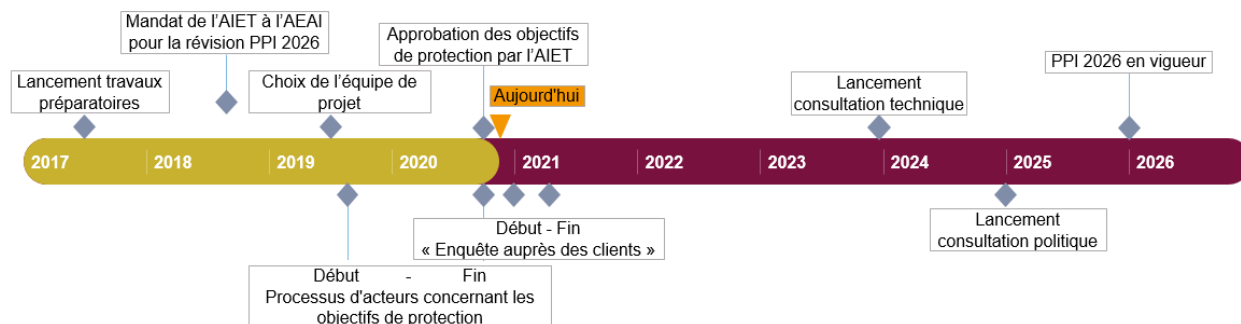 Mandat de l’AIET à l’AEAI
pour la révision PPI 2026
Approbation des objectifs
de protection par l’AIET
Lancement travaux
préparatoires
Choix de l’équipe de
projet
Aujourd'hui
Lancement
consultation technique
PPI 2026 en vigueur
2017 2018 2019 2020 2021 2022 2023 2024 2025 2026
Début - Fin
« Enquête auprès des clients »
Lancement
consultation politique
Début - Fin
Processus d'acteurs concernant les
objectifs de protection